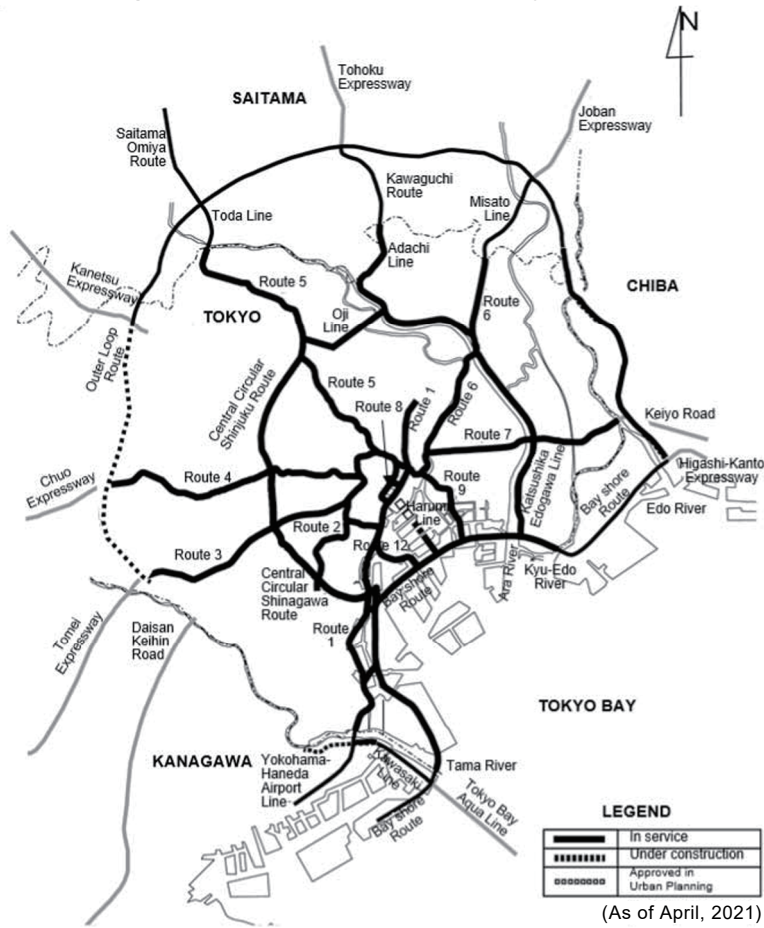 N
Tohoku
Expressway
SAITAMA
Joban
Expressway
Saitama
Omiya
Route
Kawaguchi
Route
Misato
Line
Toda Line
Adachi
Line
Kanetsu
Expressway
Route 5
CHIBA
TOKYO
Oji
Line
Route
6
Outer Loop
Route
Central Circular
Shinjuku Route
Route 5
Route 8
Route 1
Route 6
Keiyo Road
Route 7
Chuo
Expressway
Route 4
Route
9
Katsushika
Edogawa Line
Bay shore
Route
Higashi-Kanto
Expressway
Edo River
Harumi
Line
Route 2
Route 12
Route 3
Ara River
Kyu-Edo
River
Central
Circular
Shinagawa
Route
Bay shore
Route
Tomei
Expressway
Daisan
Keihin
Road
Route
1
TOKYO BAY
KANAGAWA
Yokohama-
Haneda
Airport
Line
Kawasaki
Line
Tama River
Tokyo Bay
Aqua Line
Bay shore
Route
LEGEND
In service
Under construction
Approved in
Urban Planning
(As of April, 2021)